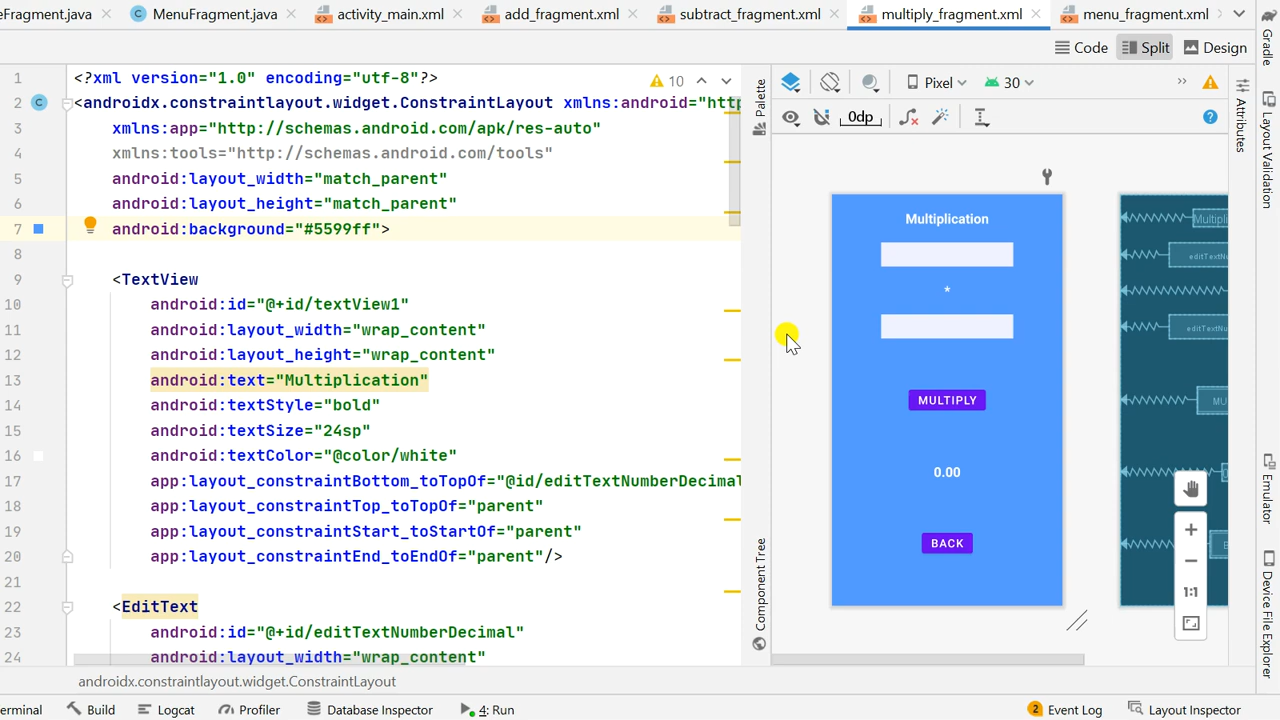 eFragment.java
MenuFragment.java
activity_main.xml
add_fragment.xml
subtract_fragment.xml
multiply_fragment.xml
menu_fragment.xml
Code
Split
Design
Gradle
1 <?xml version="1.0" encoding="utf-8"?>
10
2 <androidx.constraintlayout.widget.ConstraintLayout xmlns:android="http
3 xmlns:app="http://schemas.android.com/apk/res-auto"
4 xmlns:tools="http://schemas.android.com/tools"
5 android:layout_width="match_parent"
6 android:layout_height="match_parent"
7 android:background="#5599ff">
8
9 <TextView
10 android:id="@+id/textView1"
11 android:layout_width="wrap_content"
12 android:layout_height="wrap_content"
13 android:text="Multiplication"
14 android:textStyle="bold"
15 android:textSize="24sp"
16 android:textColor="@color/white"
17 app:layout_constraintBottom_toTopOf="@id/editTextNumberDecimal
18 app:layout_constraintTop_toTopOf="parent"
19 app:layout_constraintStart_toStartOf="parent"
20 app:layout_constraintEnd_toEndOf="parent"/>
21
22 <EditText
23 android:id="@+id/editTextNumberDecimal"
24 android:layout_width="wrap_content"
androidx.constraintlayout.widget.ConstraintLayout
Palette
Component Tree
Pixel
30
0dp
Multiplication
*
MULTIPLY
0.00
BACK
Multipli
editTextNu
editTextNu
MU
B
1:1
Attributes
Layout Validation
Emulator
Device File Explorer
erminal
Build
Logcat
Profiler
Database Inspector
4: Run
2 Event Log
Layout Inspector